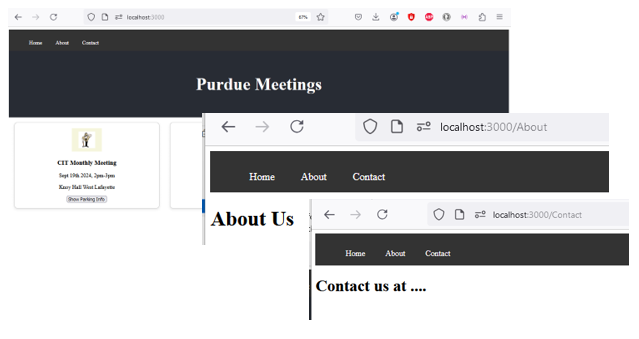 localhost:3000
67%
Home About Contact
Purdue Meetings
CIT Monthly Meeting
Sept 19th 2024, 2pm-3pm
Knoy Hall West Lafayette
Show Parking Info
localhost:3000/About
Home About Contact
About Us
localhost:3000/Contact
Home About Contact
Contact us at ....